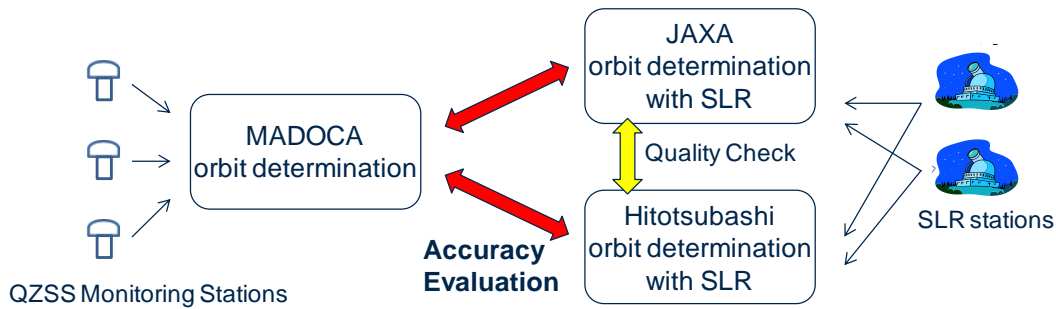 MADOCA
orbit determination
JAXA
orbit determination
with SLR
Quality Check
Hitotsubashi
orbit determination
with SLR
Accuracy
Evaluation
SLR stations
QZSS Monitoring Stations